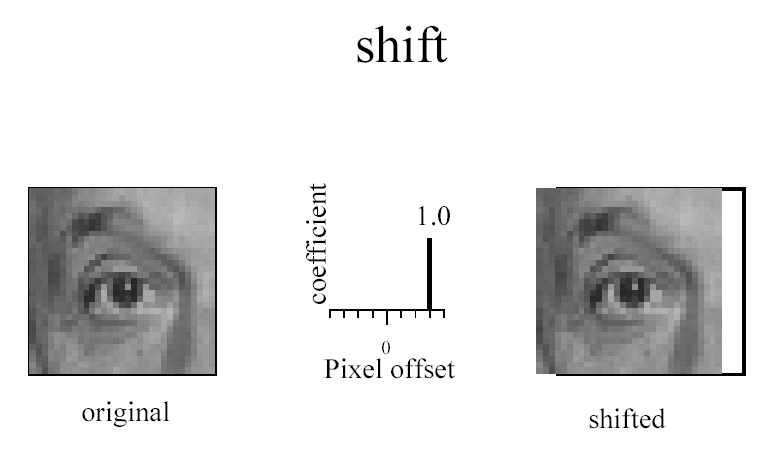 shift
coefficient
1.0
0
Pixel offset
original
shifted